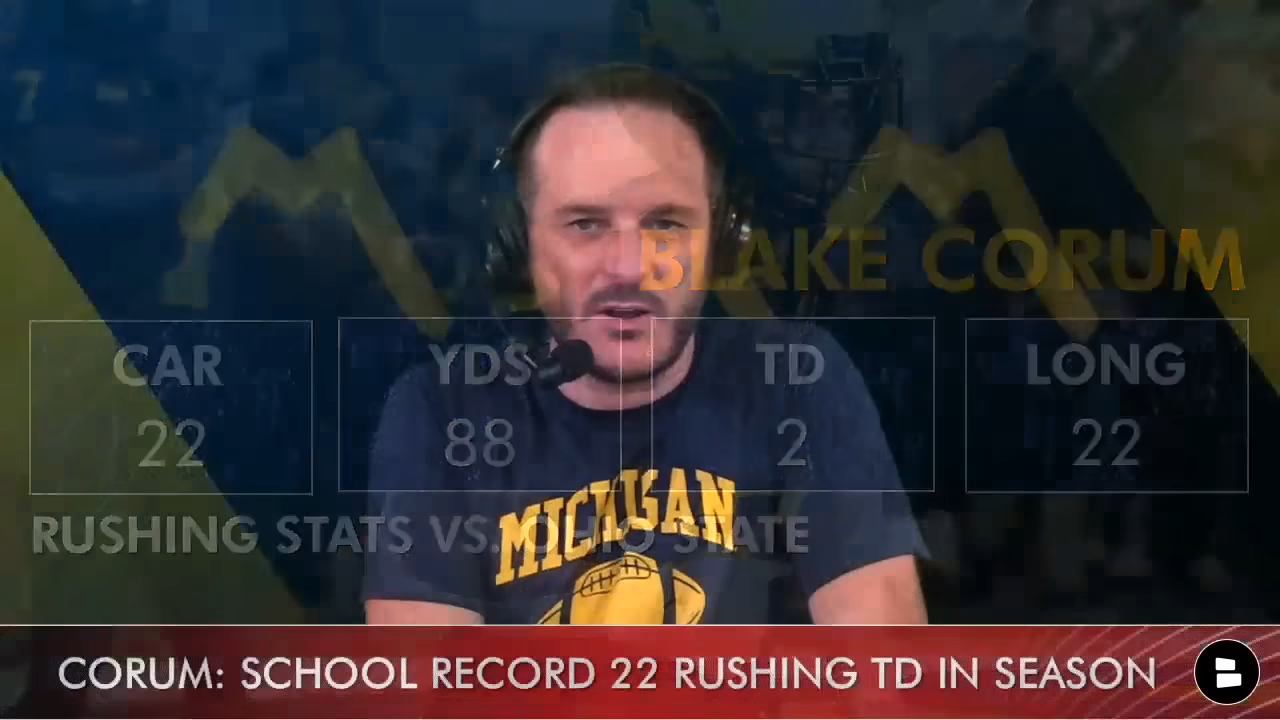 BLAKE CORUM
CAR
YDS
TD
LONG
22
88
2
22
MICHIGAN
RUSHING STATS VS. OHIO STATE
CORUM: SCHOOL RECORD 22 RUSHING TD IN SEASON